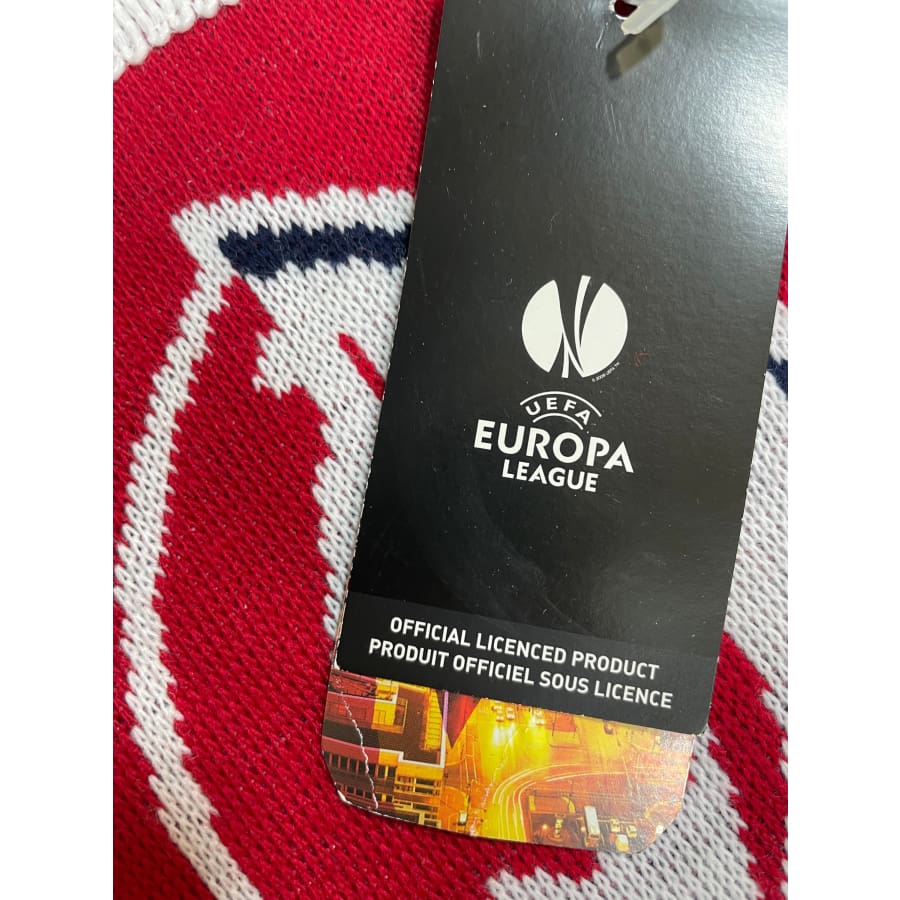 UEFA
EUROPA
LEAGUE
OFFICIAL LICENCED PRODUCT
PRODUIT OFFICIEL SOUS LICENCE